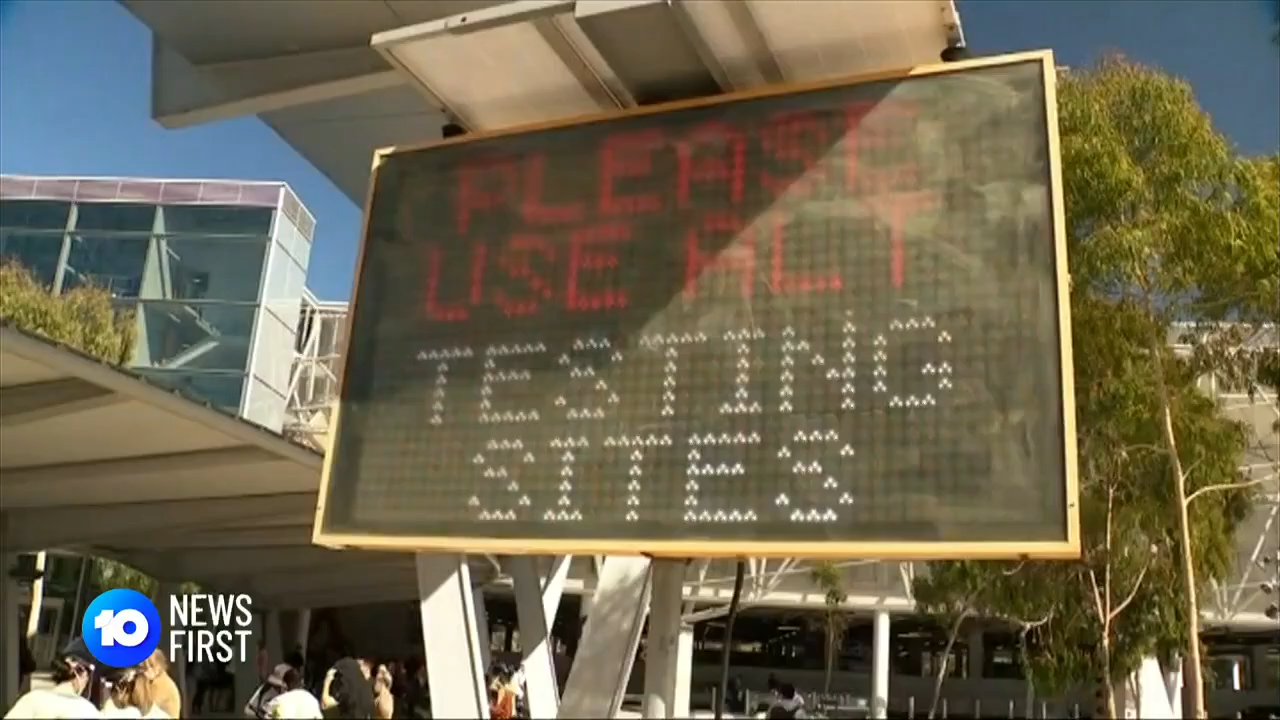 PLEASE
USE ALT
TESTING
SITES
10 NEWS
FIRST